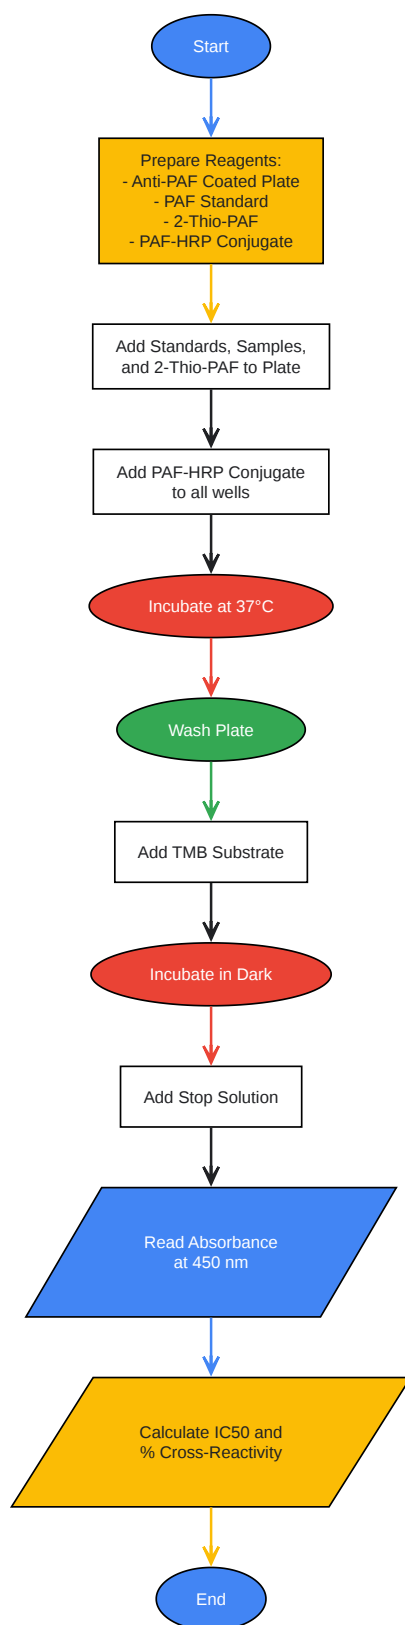 Start
Prepare Reagents:
- Anti-PAF Coated Plate
- PAF Standard
- 2-Thio-PAF
- PAF-HRP Conjugate
Add Standards, Samples,
and 2-Thio-PAF to Plate
Add PAF-HRP Conjugate
to all wells
Incubate at 37°C
Wash Plate
Add TMB Substrate
Incubate in Dark
Add Stop Solution
Read Absorbance
at 450 nm
Calculate IC50 and
% Cross-Reactivity
End